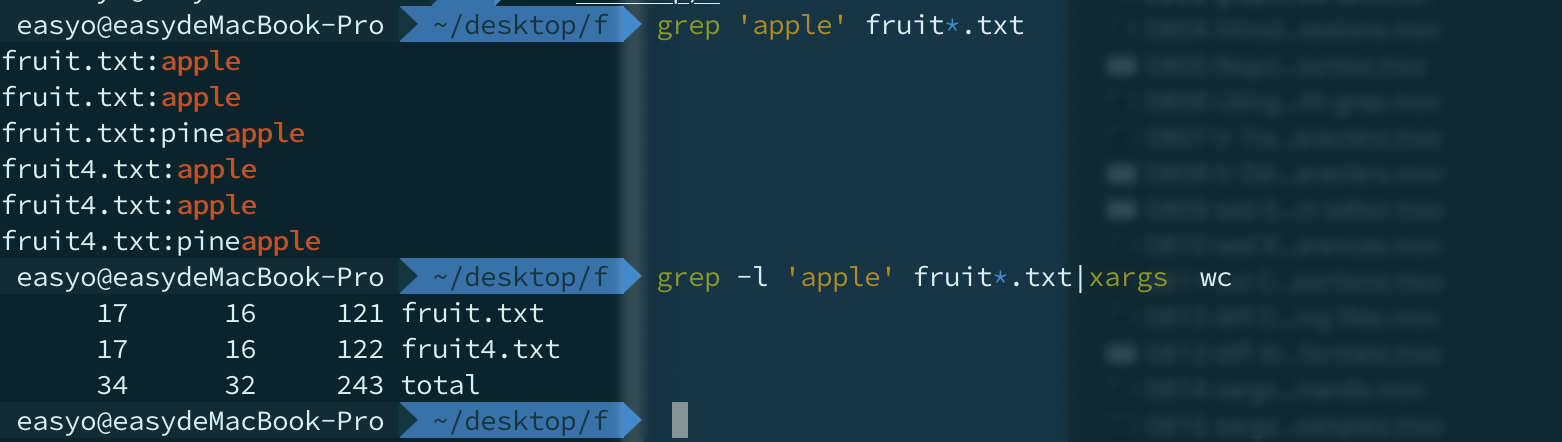 easyo@easydeMacBook-Pro ~/desktop/f grep 'apple' fruit*.txt
fruit.txt:apple
fruit.txt:apple
fruit.txt:pineapple
fruit4.txt:apple
fruit4.txt:apple
fruit4.txt:pineapple
easyo@easydeMacBook-Pro ~/desktop/f grep -l 'apple' fruit*.txt|xargs  wc
17 16 121 fruit.txt
17 16 122 fruit4.txt
34 32 243 total
easyo@easydeMacBook-Pro ~/desktop/f